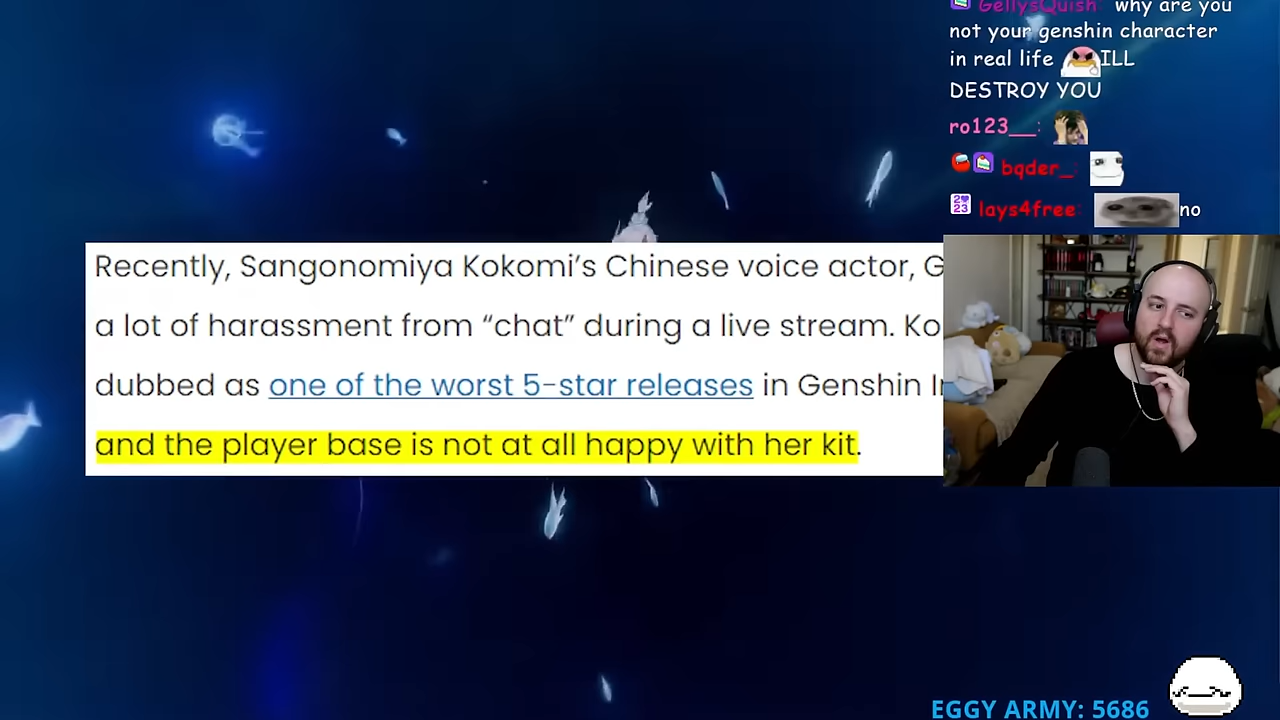 GellysQuish: why are you
not your genshin character
in real life ILL
DESTROY YOU
ro123__:
bqder_:
lays4free: no
Recently, Sangonomiya Kokomi's Chinese voice actor, G
a lot of harassment from “chat” during a live stream. Ko
dubbed as one of the worst 5-star releases in Genshin I
and the player base is not at all happy with her kit.
EGGY ARMY: 5686